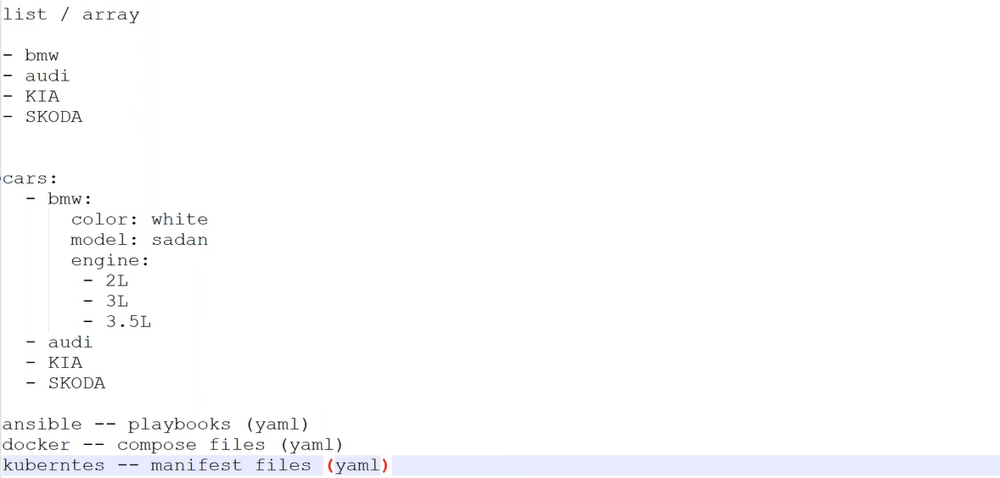 list / array
- bmw
- audi
- KIA
- SKODA
cars:
- bmw:
color: white
model: sadan
engine:
- 2L
- 3L
- 3.5L
- audi
- KIA
- SKODA
ansible -- playbooks (yaml)
docker -- compose files (yaml)
kuberntes -- manifest files (yaml)